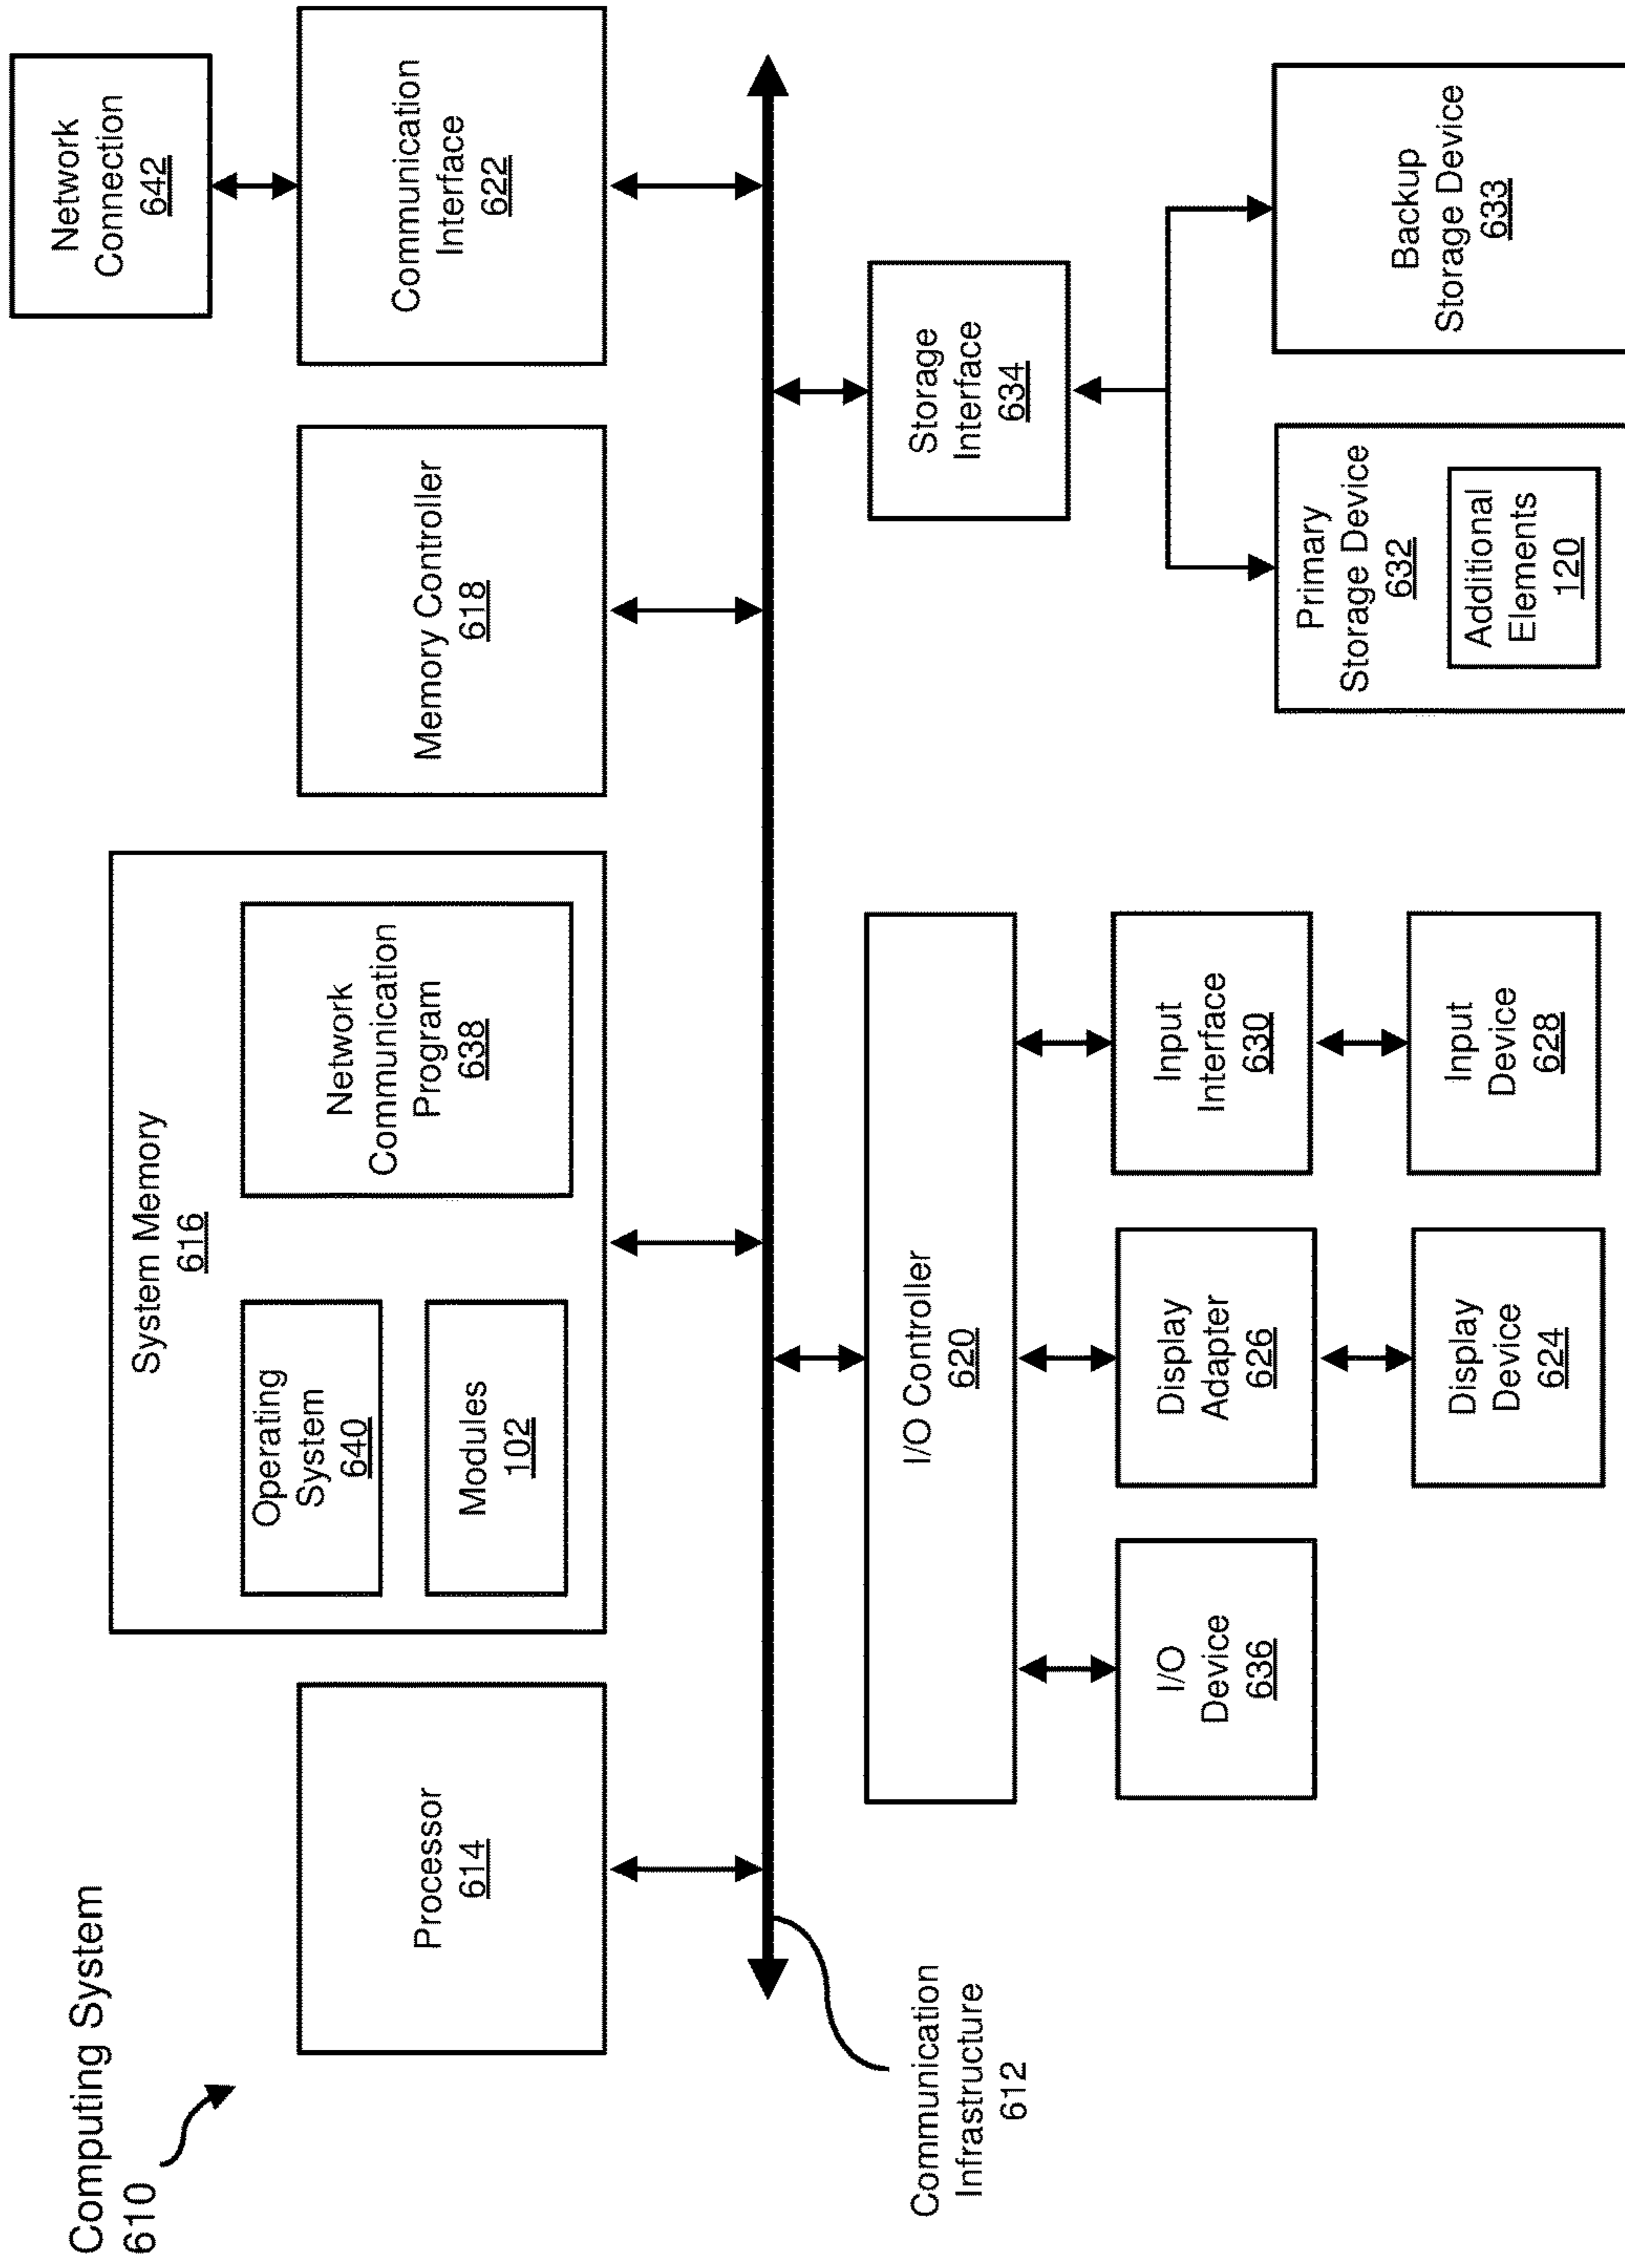 Computing System
610
Network
Connection
642
System Memory
616
Operating
System
640
Modules
102
Network
Communication
Program
638
Processor
614
Memory Controller
618
Communication
Interface
622
Communication
Infrastructure
612
I/O Controller
620
Storage
Interface
634
I/O
Device
636
Display
Adapter
626
Input
Interface
630
Display
Device
624
Input
Device
628
Primary
Storage Device
632
Additional
Elements
120
Backup
Storage Device
633